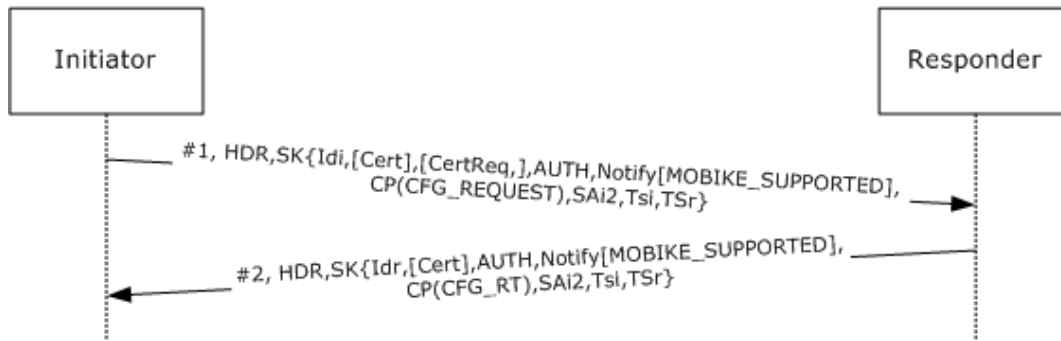 Initiator
Responder
#1, HDR,SK{Idi,[Cert],[CertReq,],AUTH,Notify[MOBIKE_SUPPORTED],
CP(CFG_REQUEST),SAi2,Tsi,TSr}
#2, HDR,SK{Idr,[Cert],AUTH,Notify[MOBIKE_SUPPORTED],
CP(CFG_RT),SAi2,Tsi,TSr}